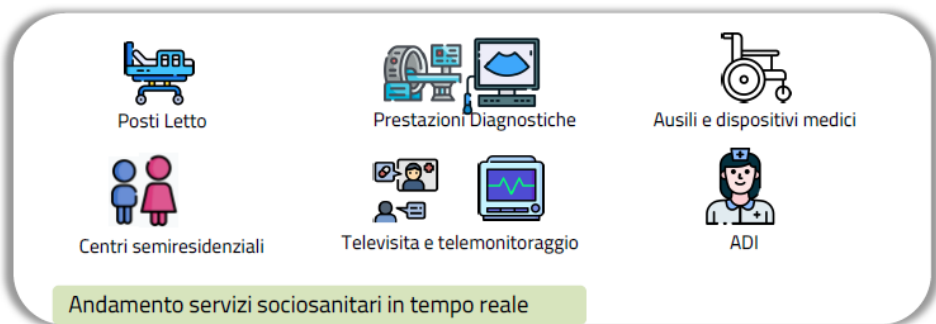 Posti Letto
Prestazioni Diagnostiche
Ausili e dispositivi medici
Centri semiresidenziali
Televisita e telemonitoraggio
ADI
Andamento servizi sociosanitari in tempo reale